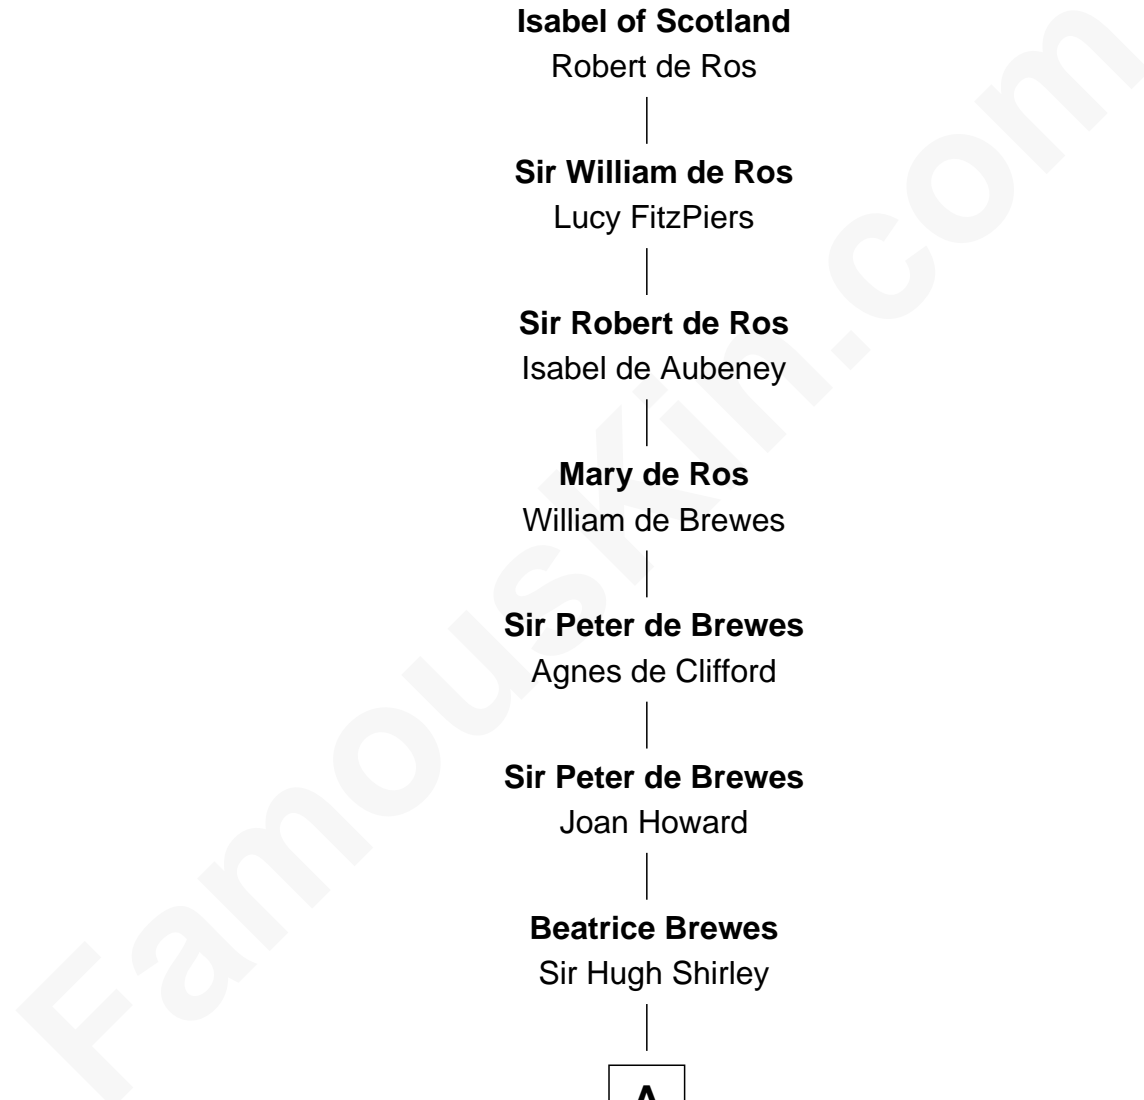 Isabel of Scotland
Robert de Ros
Sir William de Ros
Lucy FitzPiers
Sir Robert de Ros
Isabel de Aubeney
Mary de Ros
William de Brewes
Sir Peter de Brewes
Agnes de Clifford
Sir Peter de Brewes
Joan Howard
Beatrice Brewes
Sir Hugh Shirley
A
FamousKin.com